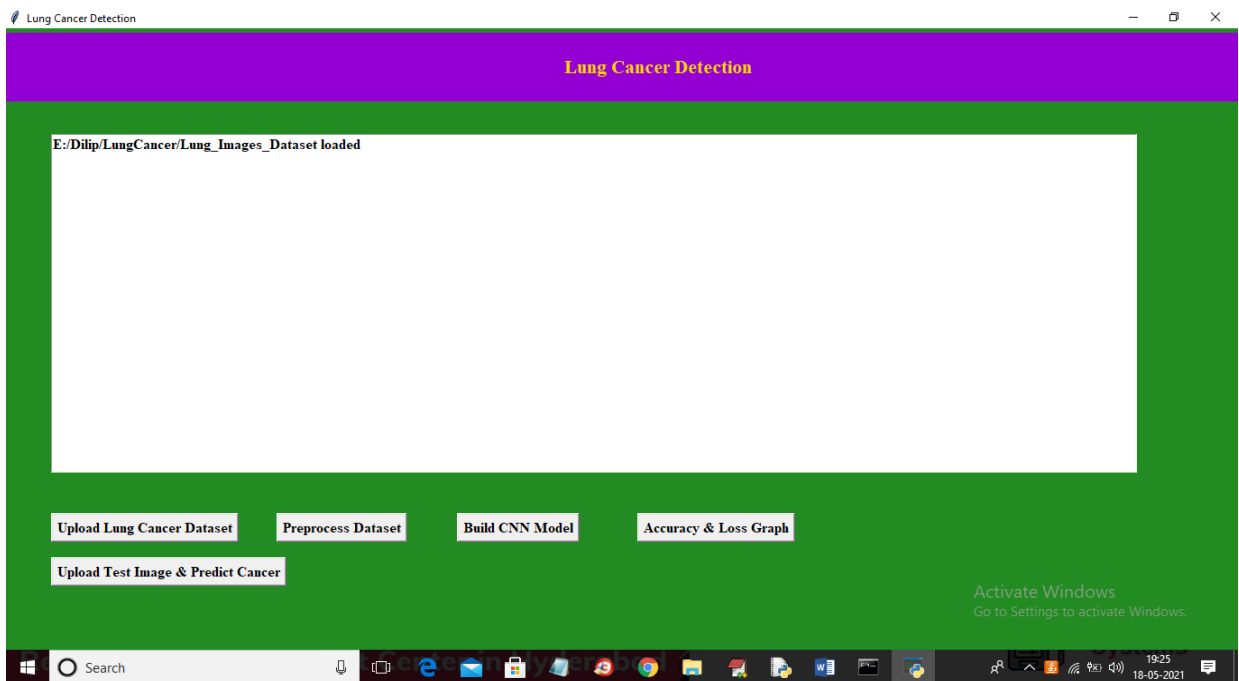 Lung Cancer Detection
Lung Cancer Detection
E:/Dilip/LungCancer/Lung_Images_Dataset loaded
Upload Lung Cancer Dataset
Preprocess Dataset
Build CNN Model
Accuracy & Loss Graph
Upload Test Image & Predict Cancer
Activate Windows
Go to Settings to activate Windows.
Search
19:25
18-05-2021